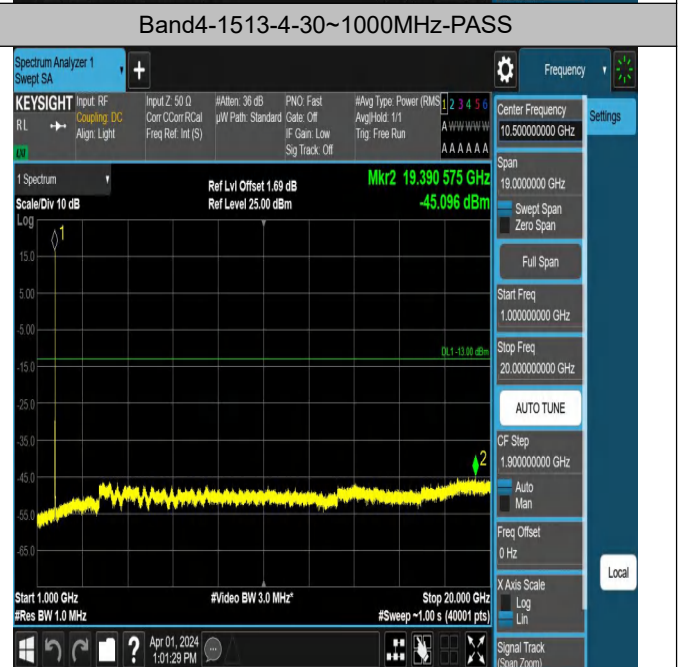 Band4-1513-4-30~1000MHz-PASS
Spectrum Analyzer 1
Swept SA
Frequency
KEYSIGHT
RL
Input: RF
Coupling: DC
Align: Light
Input Z: 50 Ω
Corr CCorr RCal
Freq Ref: Int (S)
#Atten: 36 dB
µW Path: Standard
PNO: Fast
Gate: Off
IF Gain: Low
Sig Track: Off
#Avg Type: Power (RMS
Avg|Hold: 1/1
Trig: Free Run
1 2 3 4 5 6
A W W W W W
A A A A A A
Center Frequency
10.500000000 GHz
Settings
1 Spectrum
Scale/Div 10 dB
Log
Ref Lvl Offset 1.69 dB
Ref Level 25.00 dBm
Mkr2 19.390 575 GHz
-45.096 dBm
Span
19.0000000 GHz
Swept Span
Zero Span
Full Span
Start Freq
1.000000000 GHz
Stop Freq
20.000000000 GHz
AUTO TUNE
CF Step
1.900000000 GHz
Auto
Man
Freq Offset
0 Hz
X Axis Scale
Log
Lin
Local
Signal Track
(Span Zoom)
1
15.0
5.00
-5.00
DL1 -13.00 dBm
-15.0
-25.0
-35.0
2
-45.0
-55.0
-65.0
Start 1.000 GHz
#Video BW 3.0 MHz*
Stop 20.000 GHz
#Res BW 1.0 MHz
#Sweep ~1.00 s (40001 pts)
?
Apr 01, 2024
1:01:29 PM